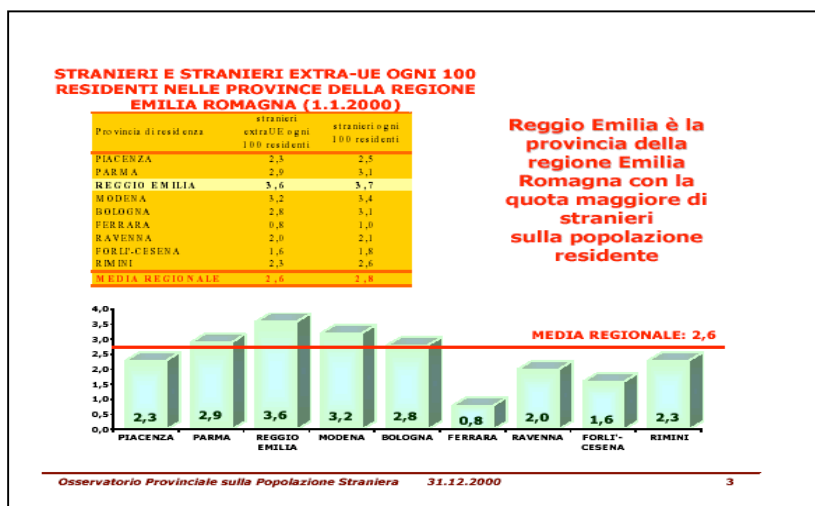 STRANIERI E STRANIERI EXTRA-UE OGNI 100
RESIDENTI NELLE PROVINCE DELLA REGIONE
EMILIA ROMAGNA (1.1.2000)
Provincia di residenza
stranieri
extraUE ogni
100 residenti
stranieri ogni
100 residenti
PIACENZA 2,3 2,5
PARMA 2,9 3,1
REGGIO EMILIA 3,6 3,7
MODENA 3,2 3,4
BOLOGNA 2,8 3,1
FERRARA 0,8 1,0
RAVENNA 2,0 2,1
FORLI'-CESENA 1,6 1,8
RIMINI 2,3 2,6
MEDIA REGIONALE 2,6 2,8
Reggio Emilia è la
provincia della
regione Emilia
Romagna con la
quota maggiore di
stranieri
sulla popolazione
residente
4,0
3,5
3,0
2,5
2,0
1,5
1,0
0,5
0,0
MEDIA REGIONALE: 2,6
2,3 2,9 3,6 3,2 2,8 0,8 2,0 1,6 2,3
PIACENZA PARMA REGGIO MODENA BOLOGNA FERRARA RAVENNA FORLI'- RIMINI
EMILIA CESENA
Osservatorio Provinciale sulla Popolazione Straniera 31.12.2000 3